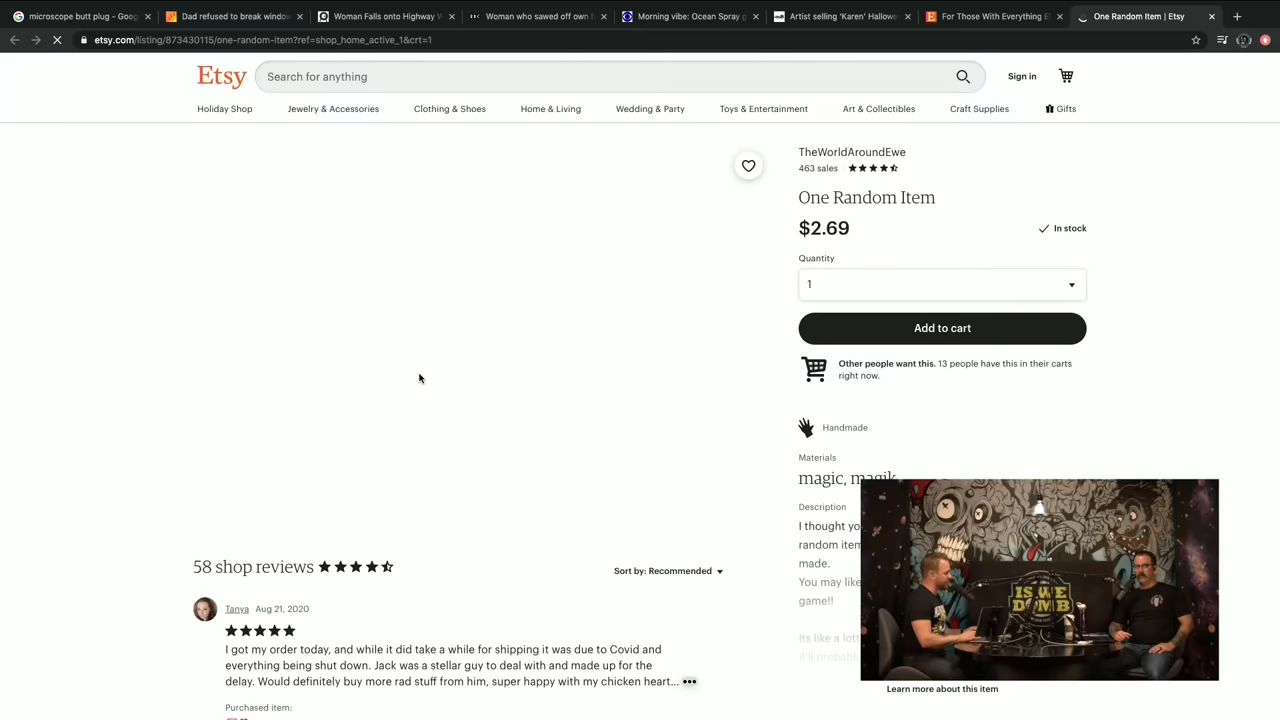 microscope butt plug - Goog
Dad refused to break window
Woman Falls onto Highway W
Woman who sawed off own h
Morning vibe: Ocean Spray g
Artist selling 'Karen' Hallowe
For Those With Everything B
One Random Item | Etsy
etsy.com/listing/873430115/one-random-item?ref=shop_home_active_1&crt=1
Etsy
Search for anything
Sign in
Holiday Shop
Jewelry & Accessories
Clothing & Shoes
Home & Living
Wedding & Party
Toys & Entertainment
Art & Collectibles
Craft Supplies
Gifts
TheWorldAroundEwe
463 sales
One Random Item
$2.69
In stock
Quantity
1
Add to cart
Other people want this. 13 people have this in their carts
right now.
Handmade
Materials
magic, magik
Description
I thought yo
random item
made.
You may like
game!!
Its like a lott
it'll probabl
Learn more about this item
58 shop reviews
Sort by: Recommended
Tanya Aug 21, 2020
I got my order today, and while it did take a while for shipping it was due to Covid and
everything being shut down. Jack was a stellar guy to deal with and made up for the
delay. Would definitely buy more rad stuff from him, super happy with my chicken heart...
Purchased item: